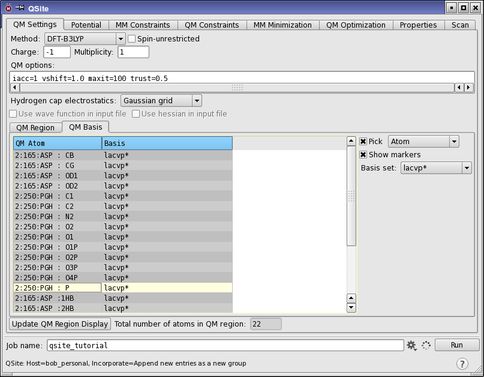 QSite
QM Settings Potential MM Constraints QM Constraints MM Minimization QM Optimization Properties Scan
Method: DFT-B3LYP Spin-unrestricted
Charge: -1 Multiplicity: 1
QM options:
iacc=1 vshift=1.0 maxit=100 trust=0.5
Hydrogen cap electrostatics: Gaussian grid
Use wave function in input file Use hessian in input file
QM Region QM Basis
QM Atom Basis
Pick Atom
Show markers
Basis set: lacvp*
2:165:ASP : CB lacvp*
2:165:ASP : CG lacvp*
2:165:ASP : OD1 lacvp*
2:165:ASP : OD2 lacvp*
2:250:PGH : C1 lacvp*
2:250:PGH : C2 lacvp*
2:250:PGH : N2 lacvp*
2:250:PGH : O2 lacvp*
2:250:PGH : O1 lacvp*
2:250:PGH : O1P lacvp*
2:250:PGH : O2P lacvp*
2:250:PGH : O3P lacvp*
2:250:PGH : O4P lacvp*
2:250:PGH : P lacvp*
2:165:ASP :1HB lacvp*
2:165:ASP :2HB lacvp*
Update QM Region Display Total number of atoms in QM region: 22
Job name: qsite_tutorial Run
QSite: Host=bob_personal, Incorporate=Append new entries as a new group ?